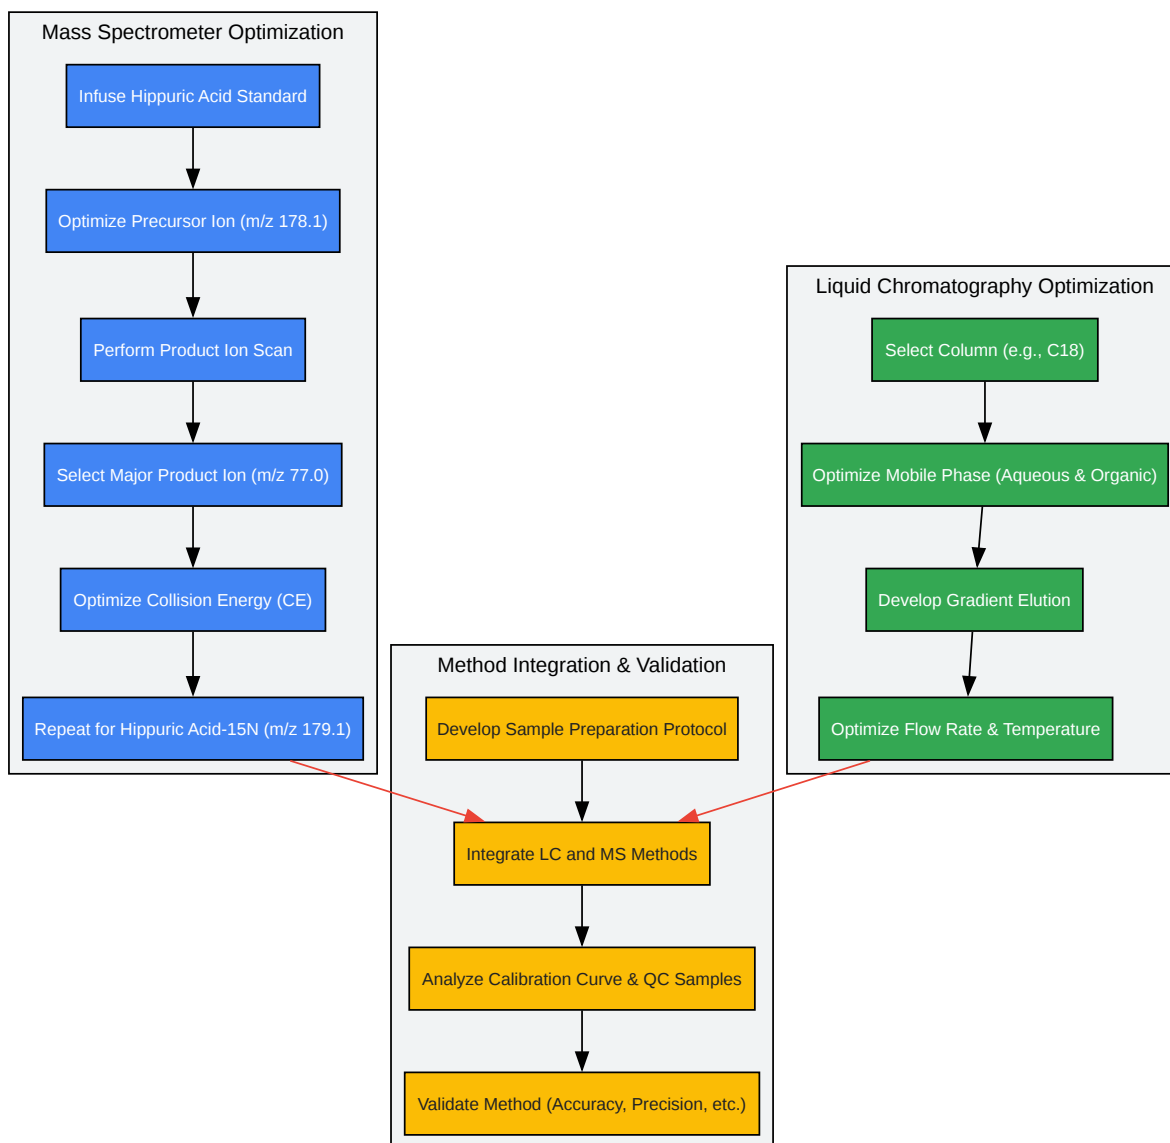 Mass Spectrometer Optimization
Infuse Hippuric Acid Standard
Optimize Precursor Ion (m/z 178.1)
Perform Product Ion Scan
Select Major Product Ion (m/z 77.0)
Optimize Collision Energy (CE)
Repeat for Hippuric Acid-15N (m/z 179.1)
Liquid Chromatography Optimization
Select Column (e.g., C18)
Optimize Mobile Phase (Aqueous & Organic)
Develop Gradient Elution
Optimize Flow Rate & Temperature
Method Integration & Validation
Develop Sample Preparation Protocol
Integrate LC and MS Methods
Analyze Calibration Curve & QC Samples
Validate Method (Accuracy, Precision, etc.)